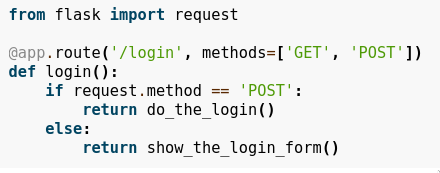 from flask import request

@app.route('/login', methods=['GET', 'POST'])
def login():
    if request.method == 'POST':
        return do_the_login()
    else:
        return show_the_login_form()